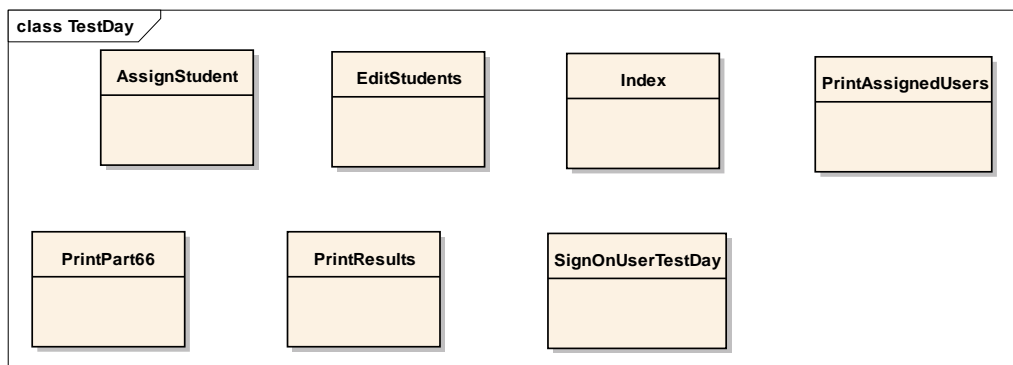 class TestDay
AssignStudent
EditStudents
Index
PrintAssignedUsers
PrintPart66
PrintResults
SignOnUserTestDay